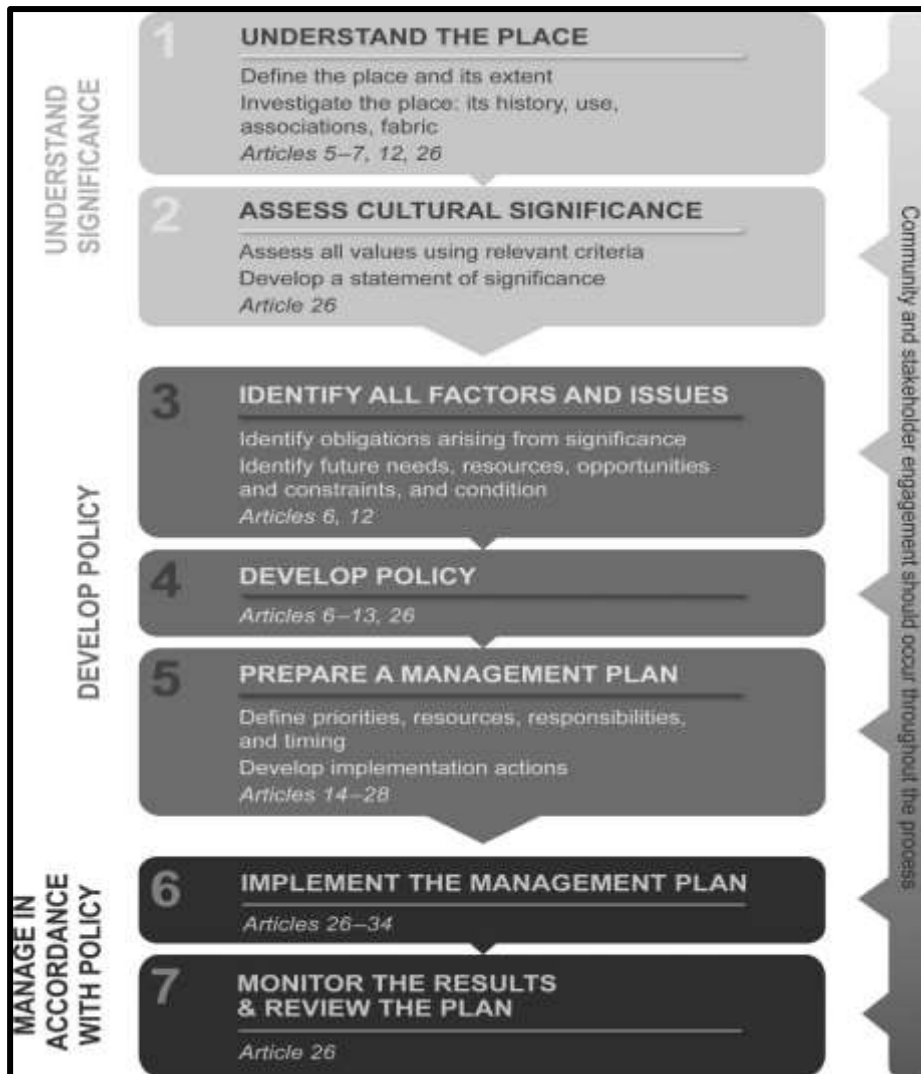 UNDERSTAND
SIGNIFICANCE
1
UNDERSTAND THE PLACE
Define the place and its extent
Investigate the place: its history, use,
associations, fabric
Articles 5–7, 12, 26
2
ASSESS CULTURAL SIGNIFICANCE
Assess all values using relevant criteria
Develop a statement of significance
Article 26
DEVELOP POLICY
3
IDENTIFY ALL FACTORS AND ISSUES
Identify obligations arising from significance
Identify future needs, resources, opportunities
and constraints, and condition
Articles 6, 12
4
DEVELOP POLICY
Articles 6–13, 26
5
PREPARE A MANAGEMENT PLAN
Define priorities, resources, responsibilities,
and timing
Develop implementation actions
Articles 14–28
MANAGE IN
ACCORDANCE
WITH POLICY
6
IMPLEMENT THE MANAGEMENT PLAN
Articles 26–34
7
MONITOR THE RESULTS
& REVIEW THE PLAN
Article 26
Community and stakeholder engagement should occur throughout the process